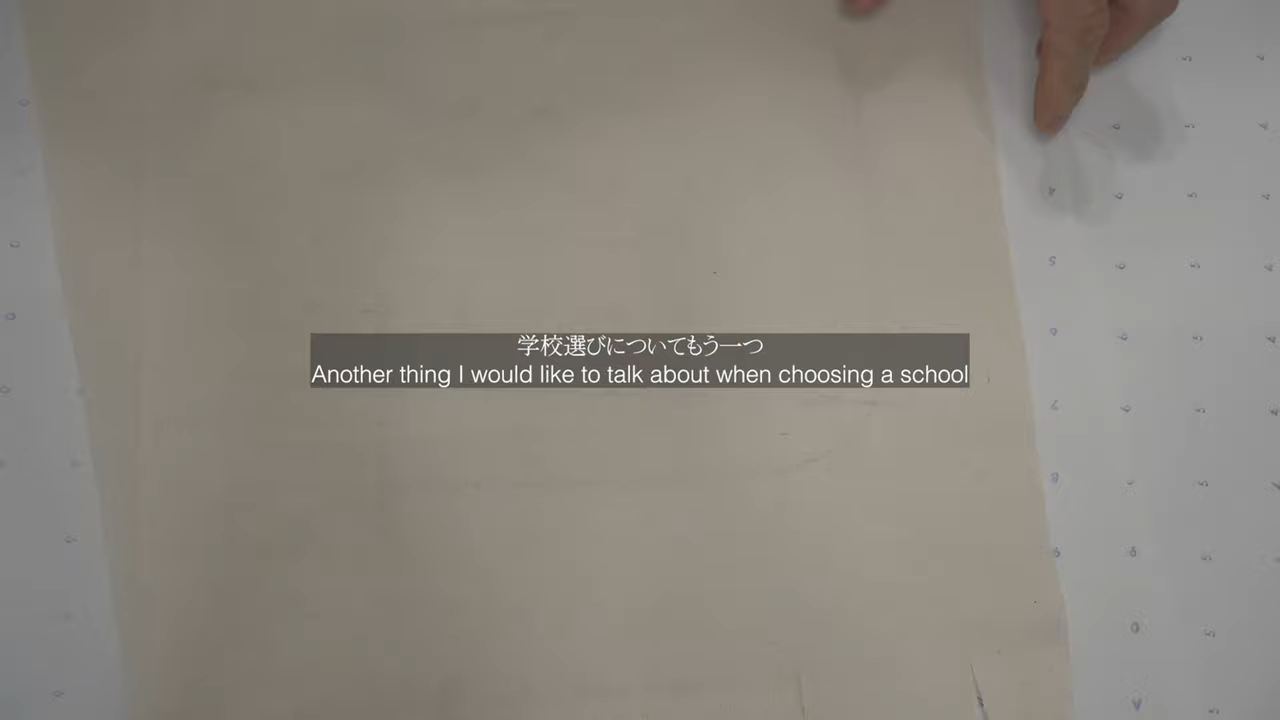 学校選びについてもう一つ
Another thing I would like to talk about when choosing a school